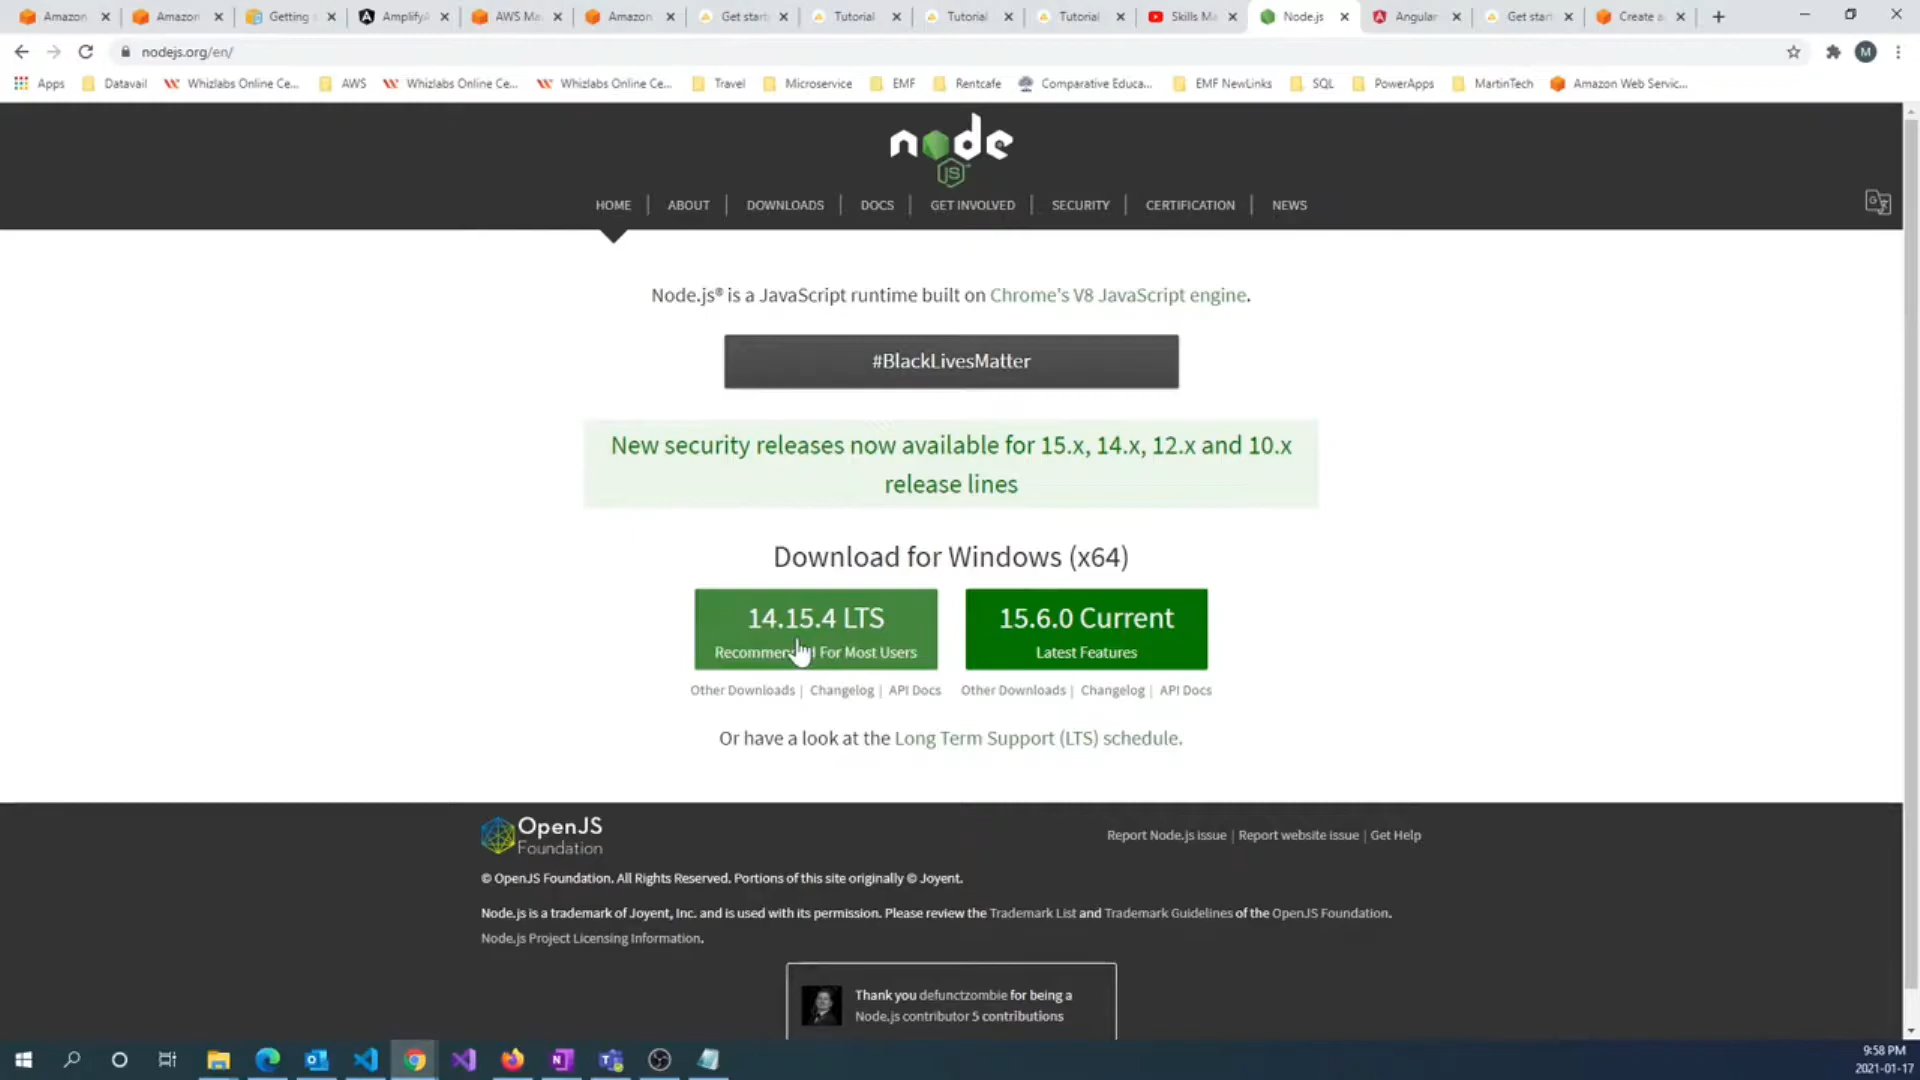 Amazon
Amazon
Getting s
AmplifyA
AWS Ma
Amazon
Get start
Tutorial
Tutorial
Tutorial
Skills Ma
Node.js
Angular
Get start
Create a
nodejs.org/en/
M
Apps
Datavail
Whizlabs Online Ce...
AWS
Whizlabs Online Ce...
Whizlabs Online Ce...
Travel
Microservice
EMF
Rentcafe
Comparative Educa...
EMF NewLinks
SQL
PowerApps
MartinTech
Amazon Web Servic...
node
JS
HOME
ABOUT
DOWNLOADS
DOCS
GET INVOLVED
SECURITY
CERTIFICATION
NEWS
Node.js® is a JavaScript runtime built on Chrome's V8 JavaScript engine.
#BlackLivesMatter
New security releases now available for 15.x, 14.x, 12.x and 10.x
release lines
Download for Windows (x64)
14.15.4 LTS
Recommen For Most Users
15.6.0 Current
Latest Features
Other Downloads | Changelog | API Docs
Other Downloads | Changelog | API Docs
Or have a look at the Long Term Support (LTS) schedule.
OpenJS
Foundation
Report Node.js issue | Report website issue | Get Help
© OpenJS Foundation. All Rights Reserved. Portions of this site originally © Joyent.
Node.js is a trademark of Joyent, Inc. and is used with its permission. Please review the Trademark List and Trademark Guidelines of the OpenJS Foundation.
Node.js Project Licensing Information.
Thank you defunctzombie for being a
Node.js contributor 5 contributions
9:58 PM
2021-01-17